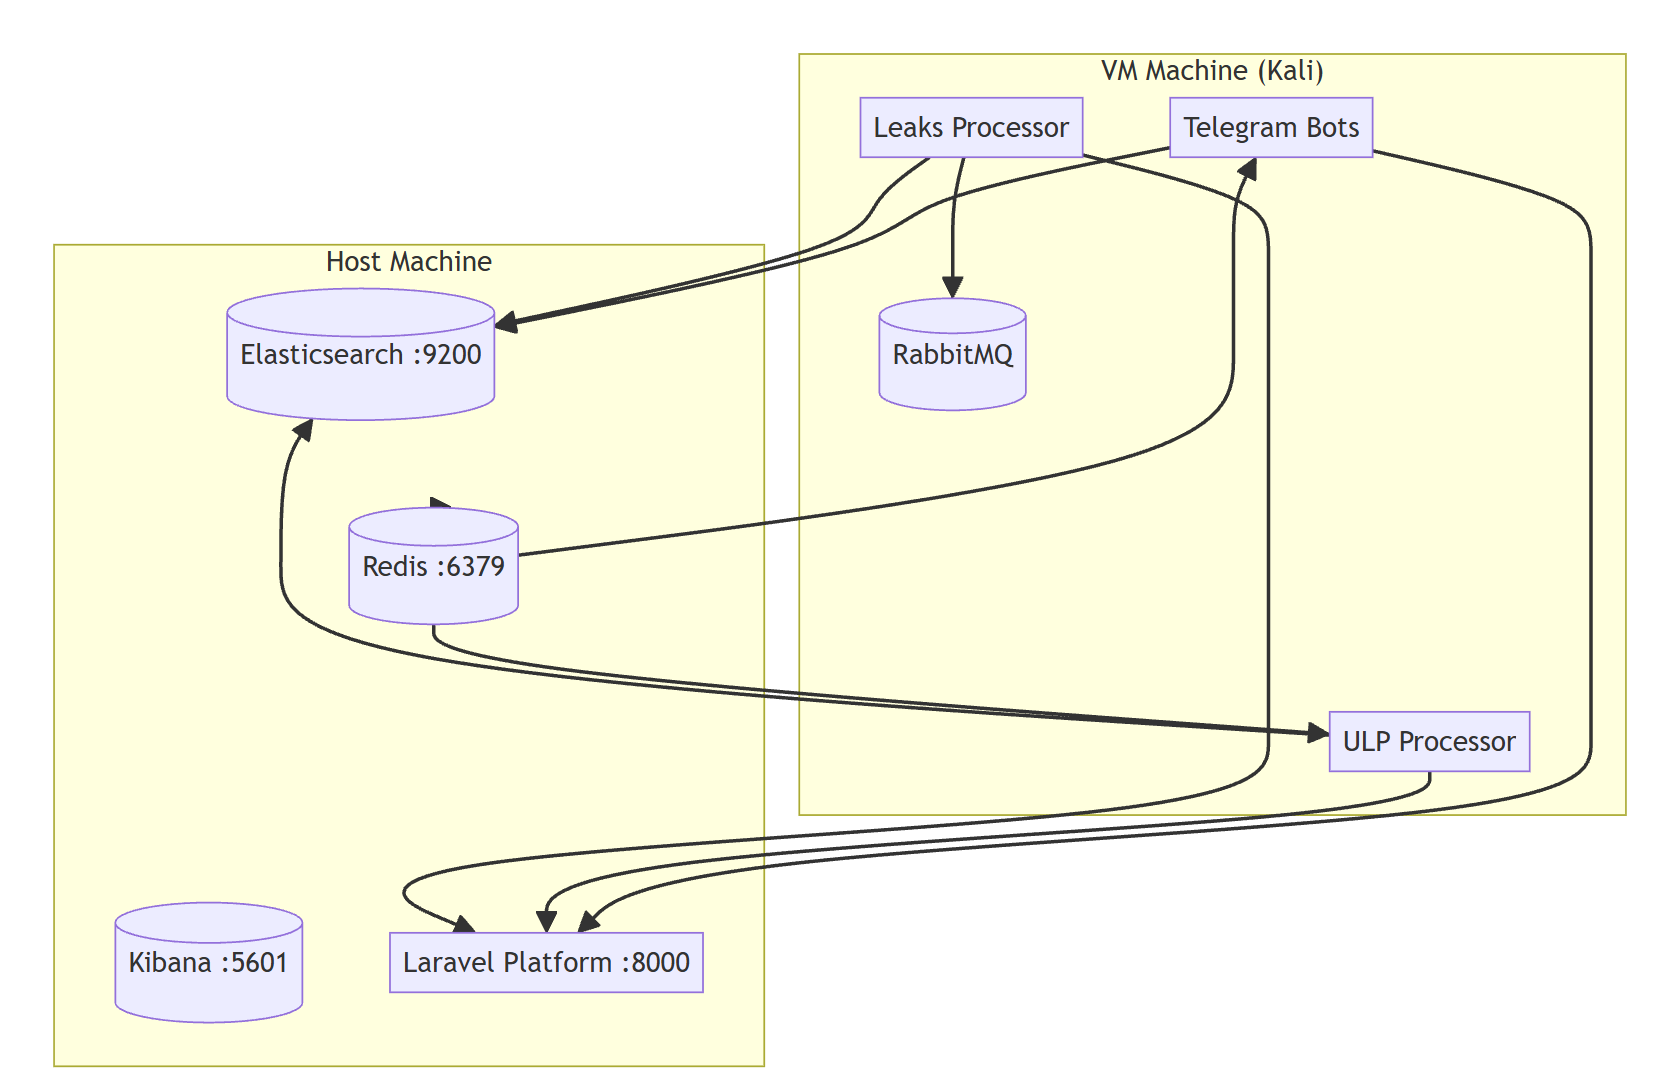 VM Machine (Kali)
Leaks Processor
Telegram Bots
Host Machine
Elasticsearch :9200
RabbitMQ
Redis :6379
ULP Processor
Kibana :5601
Laravel Platform :8000